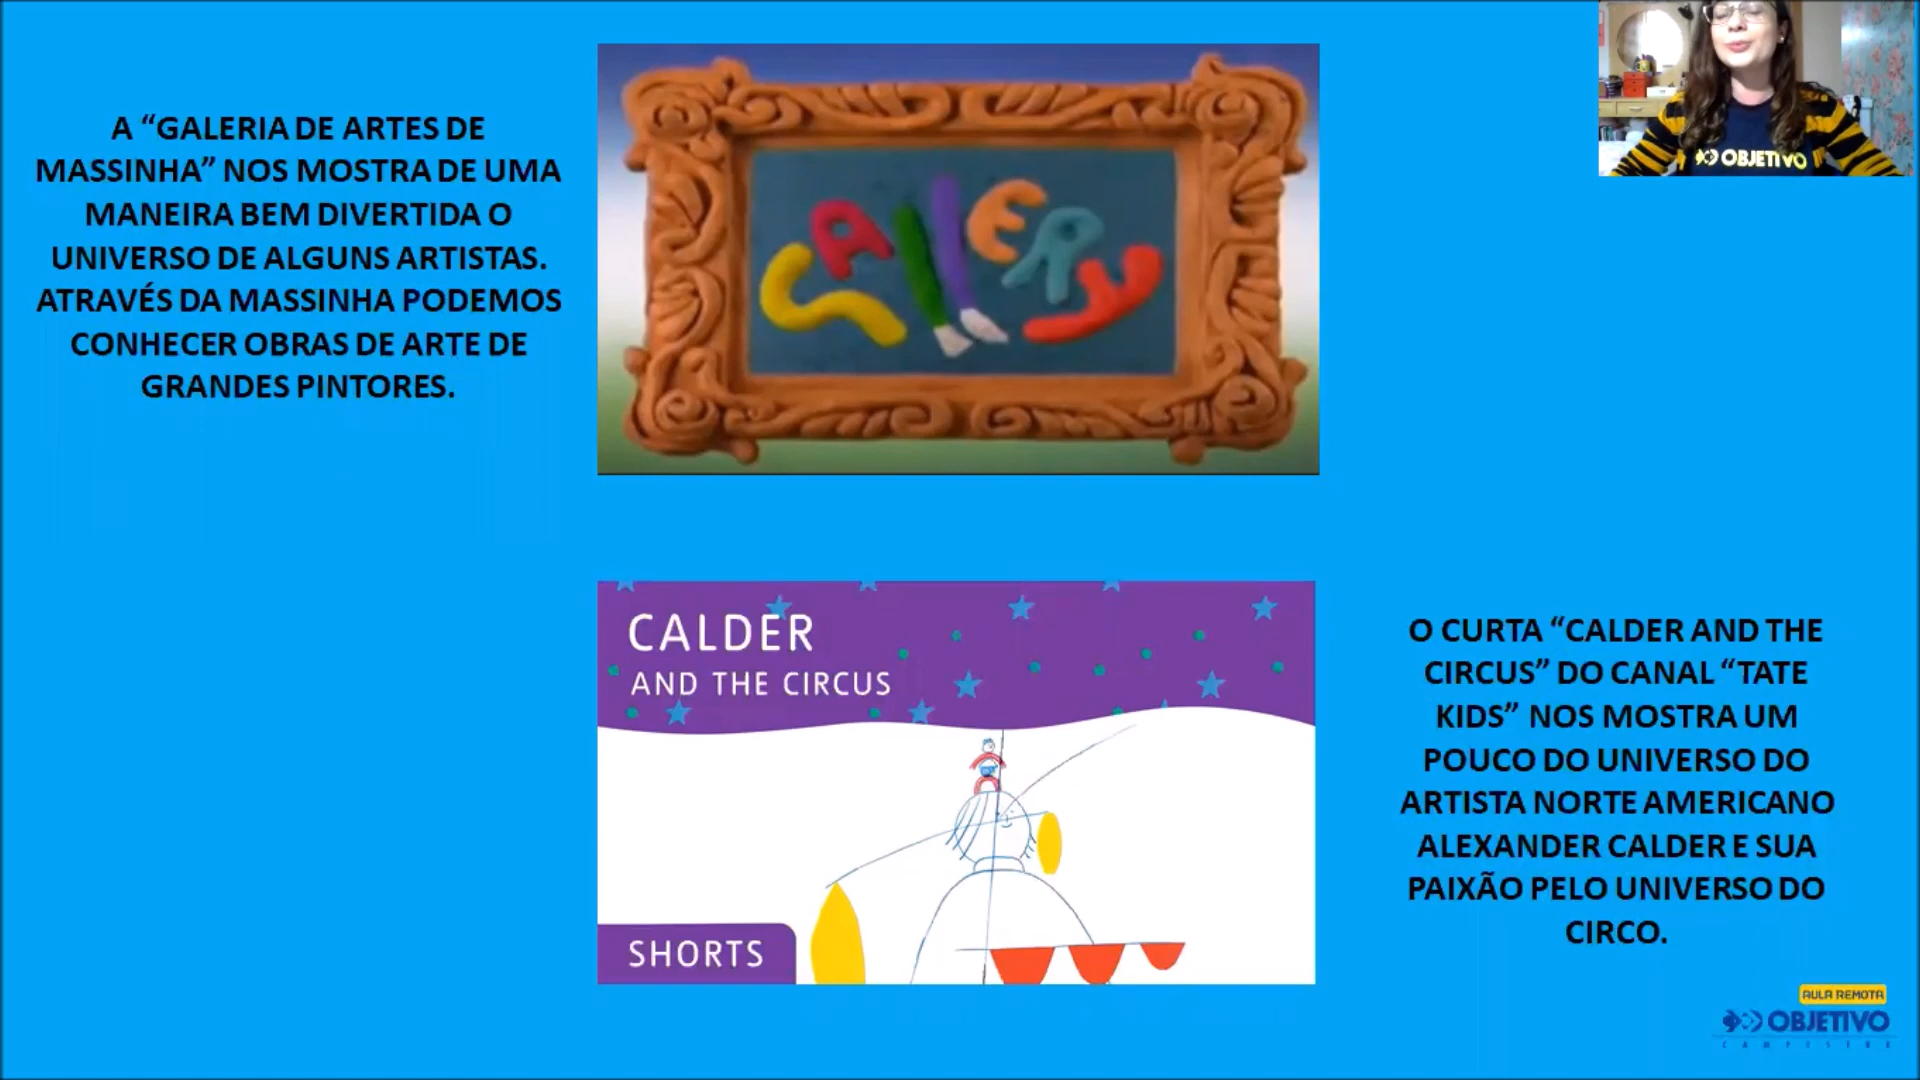 A “GALERIA DE ARTES DE
MASSINHA” NOS MOSTRA DE UMA
MANEIRA BEM DIVERTIDA O
UNIVERSO DE ALGUNS ARTISTAS.
ATRAVÉS DA MASSINHA PODEMOS
CONHECER OBRAS DE ARTE DE
GRANDES PINTORES.
GALLERY
OBJETIVO
CALDER
AND THE CIRCUS
SHORTS
O CURTA “CALDER AND THE
CIRCUS” DO CANAL “TATE
KIDS” NOS MOSTRA UM
POUCO DO UNIVERSO DO
ARTISTA NORTE AMERICANO
ALEXANDER CALDER E SUA
PAIXÃO PELO UNIVERSO DO
CIRCO.
AULA REMOTA
OBJETIVO
CAMPESTRE